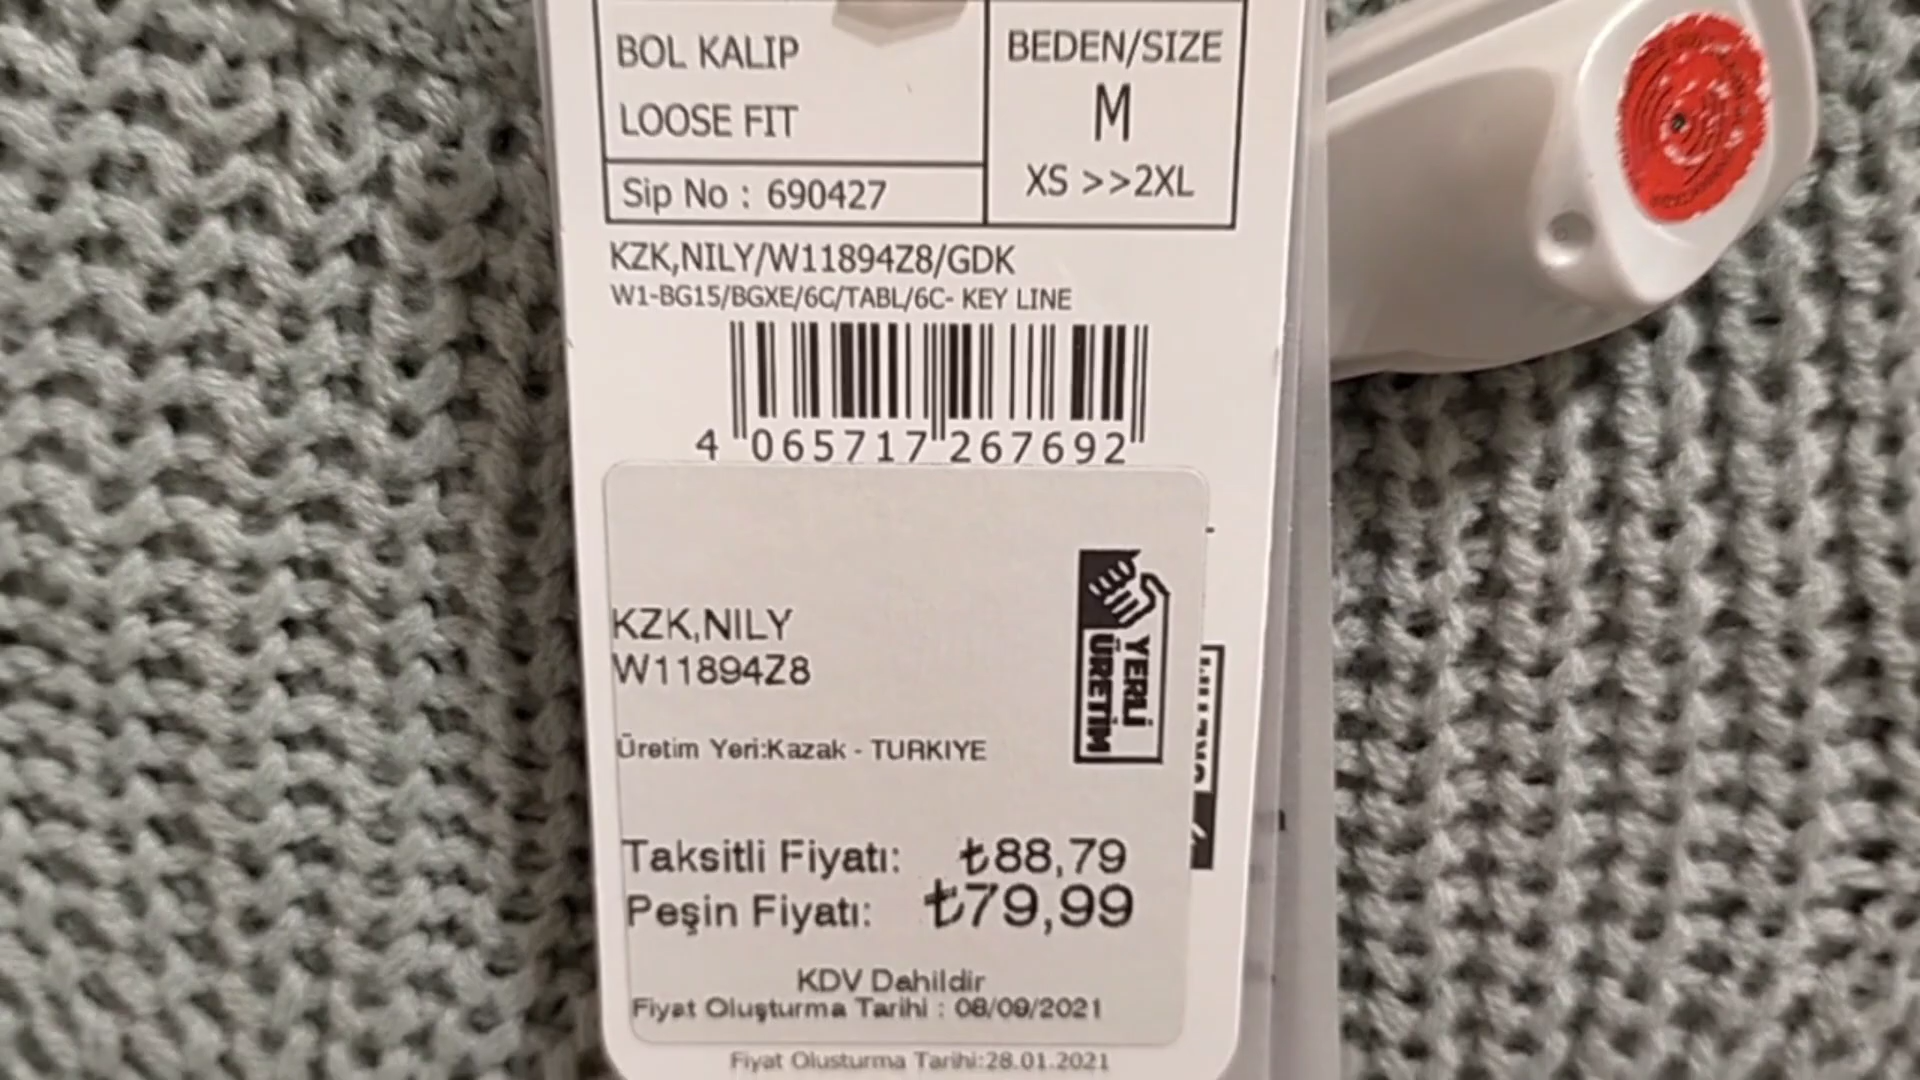 BOL KALIP
LOOSE FIT
BEDEN/SIZE
M
XS >>2XL
Sip No : 690427
KZK,NILY/W11894Z8/GDK
W1-BG15/BGXE/6C/TABL/6C- KEY LINE
4 065717 267692
KZK,NILY
W11894Z8
YERLİ
ÜRETİM
Üretim Yeri:Kazak - TURKIYE
Taksitli Fiyatı: ₺88,79
Peşin Fiyatı: ₺79,99
KDV Dahildir
Fiyat Oluşturma Tarihi : 08/09/2021
Fiyat Olusturma Tarihi:28.01.2021